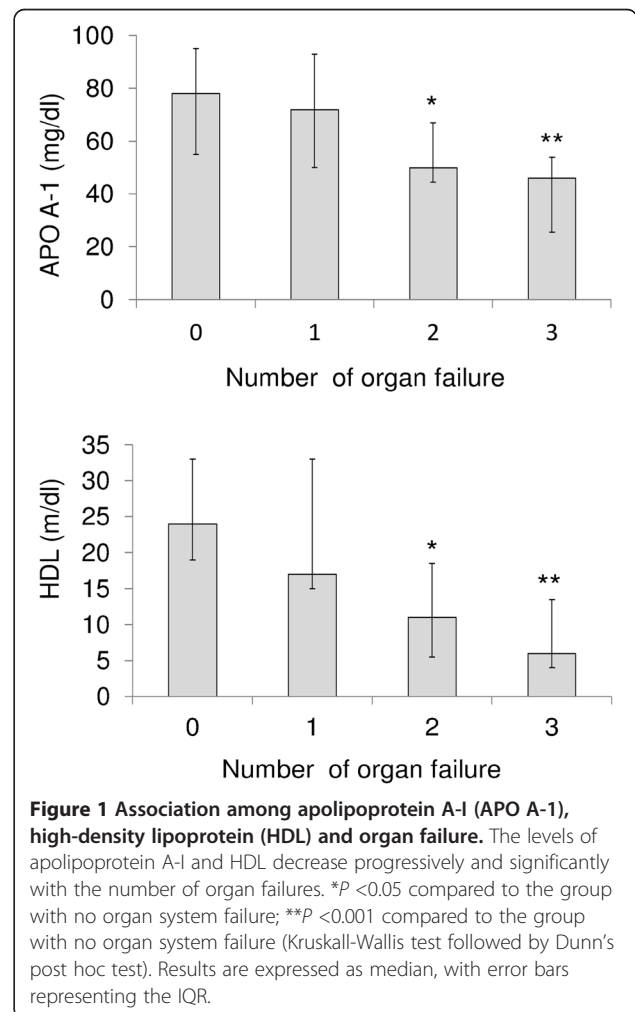 100
80
60
40
20
0
APO A-1 (mg/dl)
*
**
0 1 2 3
Number of organ failure
35
30
25
20
15
10
5
0
HDL (m/dl)
*
**
0 1 2 3
Number of organ failure
Figure 1 Association among apolipoprotein A-I (APO A-1),
high-density lipoprotein (HDL) and organ failure. The levels of
apolipoprotein A-I and HDL decrease progressively and significantly
with the number of organ failures. *P <0.05 compared to the group
with no organ system failure; **P <0.001 compared to the group
with no organ system failure (Kruskall-Wallis test followed by Dunn's
post hoc test). Results are expressed as median, with error bars
representing the IQR.